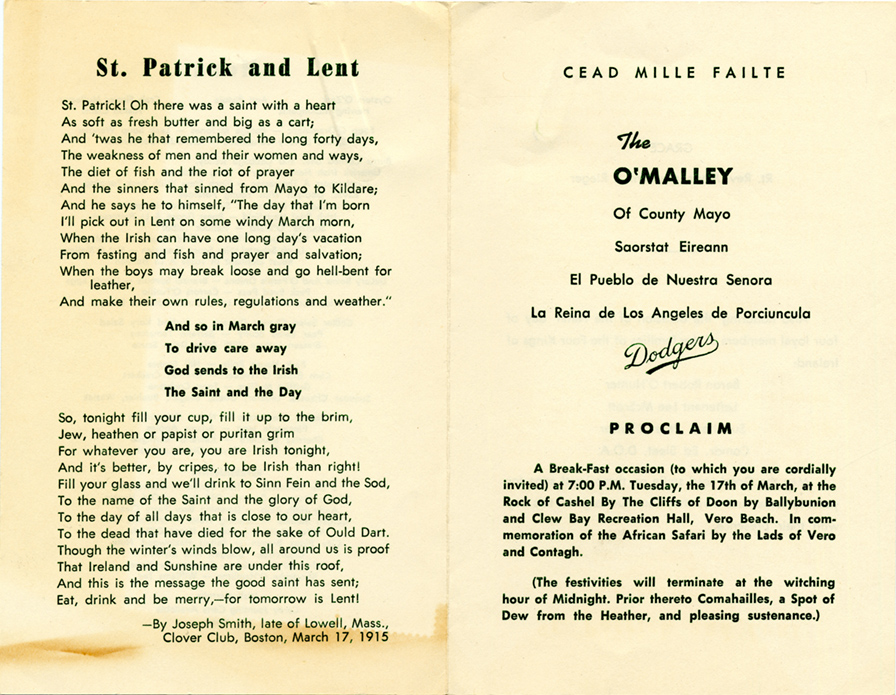 St. Patrick and Lent
St. Patrick! Oh there was a saint with a heart
As soft as fresh butter and big as a cart;
And 'twas he that remembered the long forty days,
The weakness of men and their women and ways,
The diet of fish and the riot of prayer
And the sinners that sinned from Mayo to Kildare;
And he says he to himself, "The day that I'm born
I'll pick out in Lent on some windy March morn,
When the Irish can have one long day's vacation
From fasting and fish and prayer and salvation;
When the boys may break loose and go hell-bent for
leather,
And make their own rules, regulations and weather."
And so in March gray
To drive care away
God sends to the Irish
The Saint and the Day
So, tonight fill your cup, fill it up to the brim,
Jew, heathen or papist or puritan grim
For whatever you are, you are Irish tonight,
And it's better, by cripes, to be Irish than right!
Fill your glass and we'll drink to Sinn Fein and the Sod,
To the name of the Saint and the glory of God,
To the day of all days that is close to our heart,
To the dead that have died for the sake of Ould Dart.
Though the winter's winds blow, all around us is proof
That Ireland and Sunshine are under this roof,
And this is the message the good saint has sent;
Eat, drink and be merry,—for tomorrow is Lent!
—By Joseph Smith, late of Lowell, Mass.,
Clover Club, Boston, March 17, 1915
CEAD MILLE FAILTE
The
O'MALLEY
Of County Mayo
Saorstat Eireann
El Pueblo de Nuestra Senora
La Reina de Los Angeles de Porciuncula
Dodgers
PROCLAIM
A Break-Fast occasion (to which you are cordially
invited) at 7:00 P.M. Tuesday, the 17th of March, at the
Rock of Cashel By The Cliffs of Doon by Ballybunion
and Clew Bay Recreation Hall, Vero Beach. In com-
memoration of the African Safari by the Lads of Vero
and Contagh.
(The festivities will terminate at the witching
hour of Midnight. Prior thereto Comahailles, a Spot of
Dew from the Heather, and pleasing sustenance.)